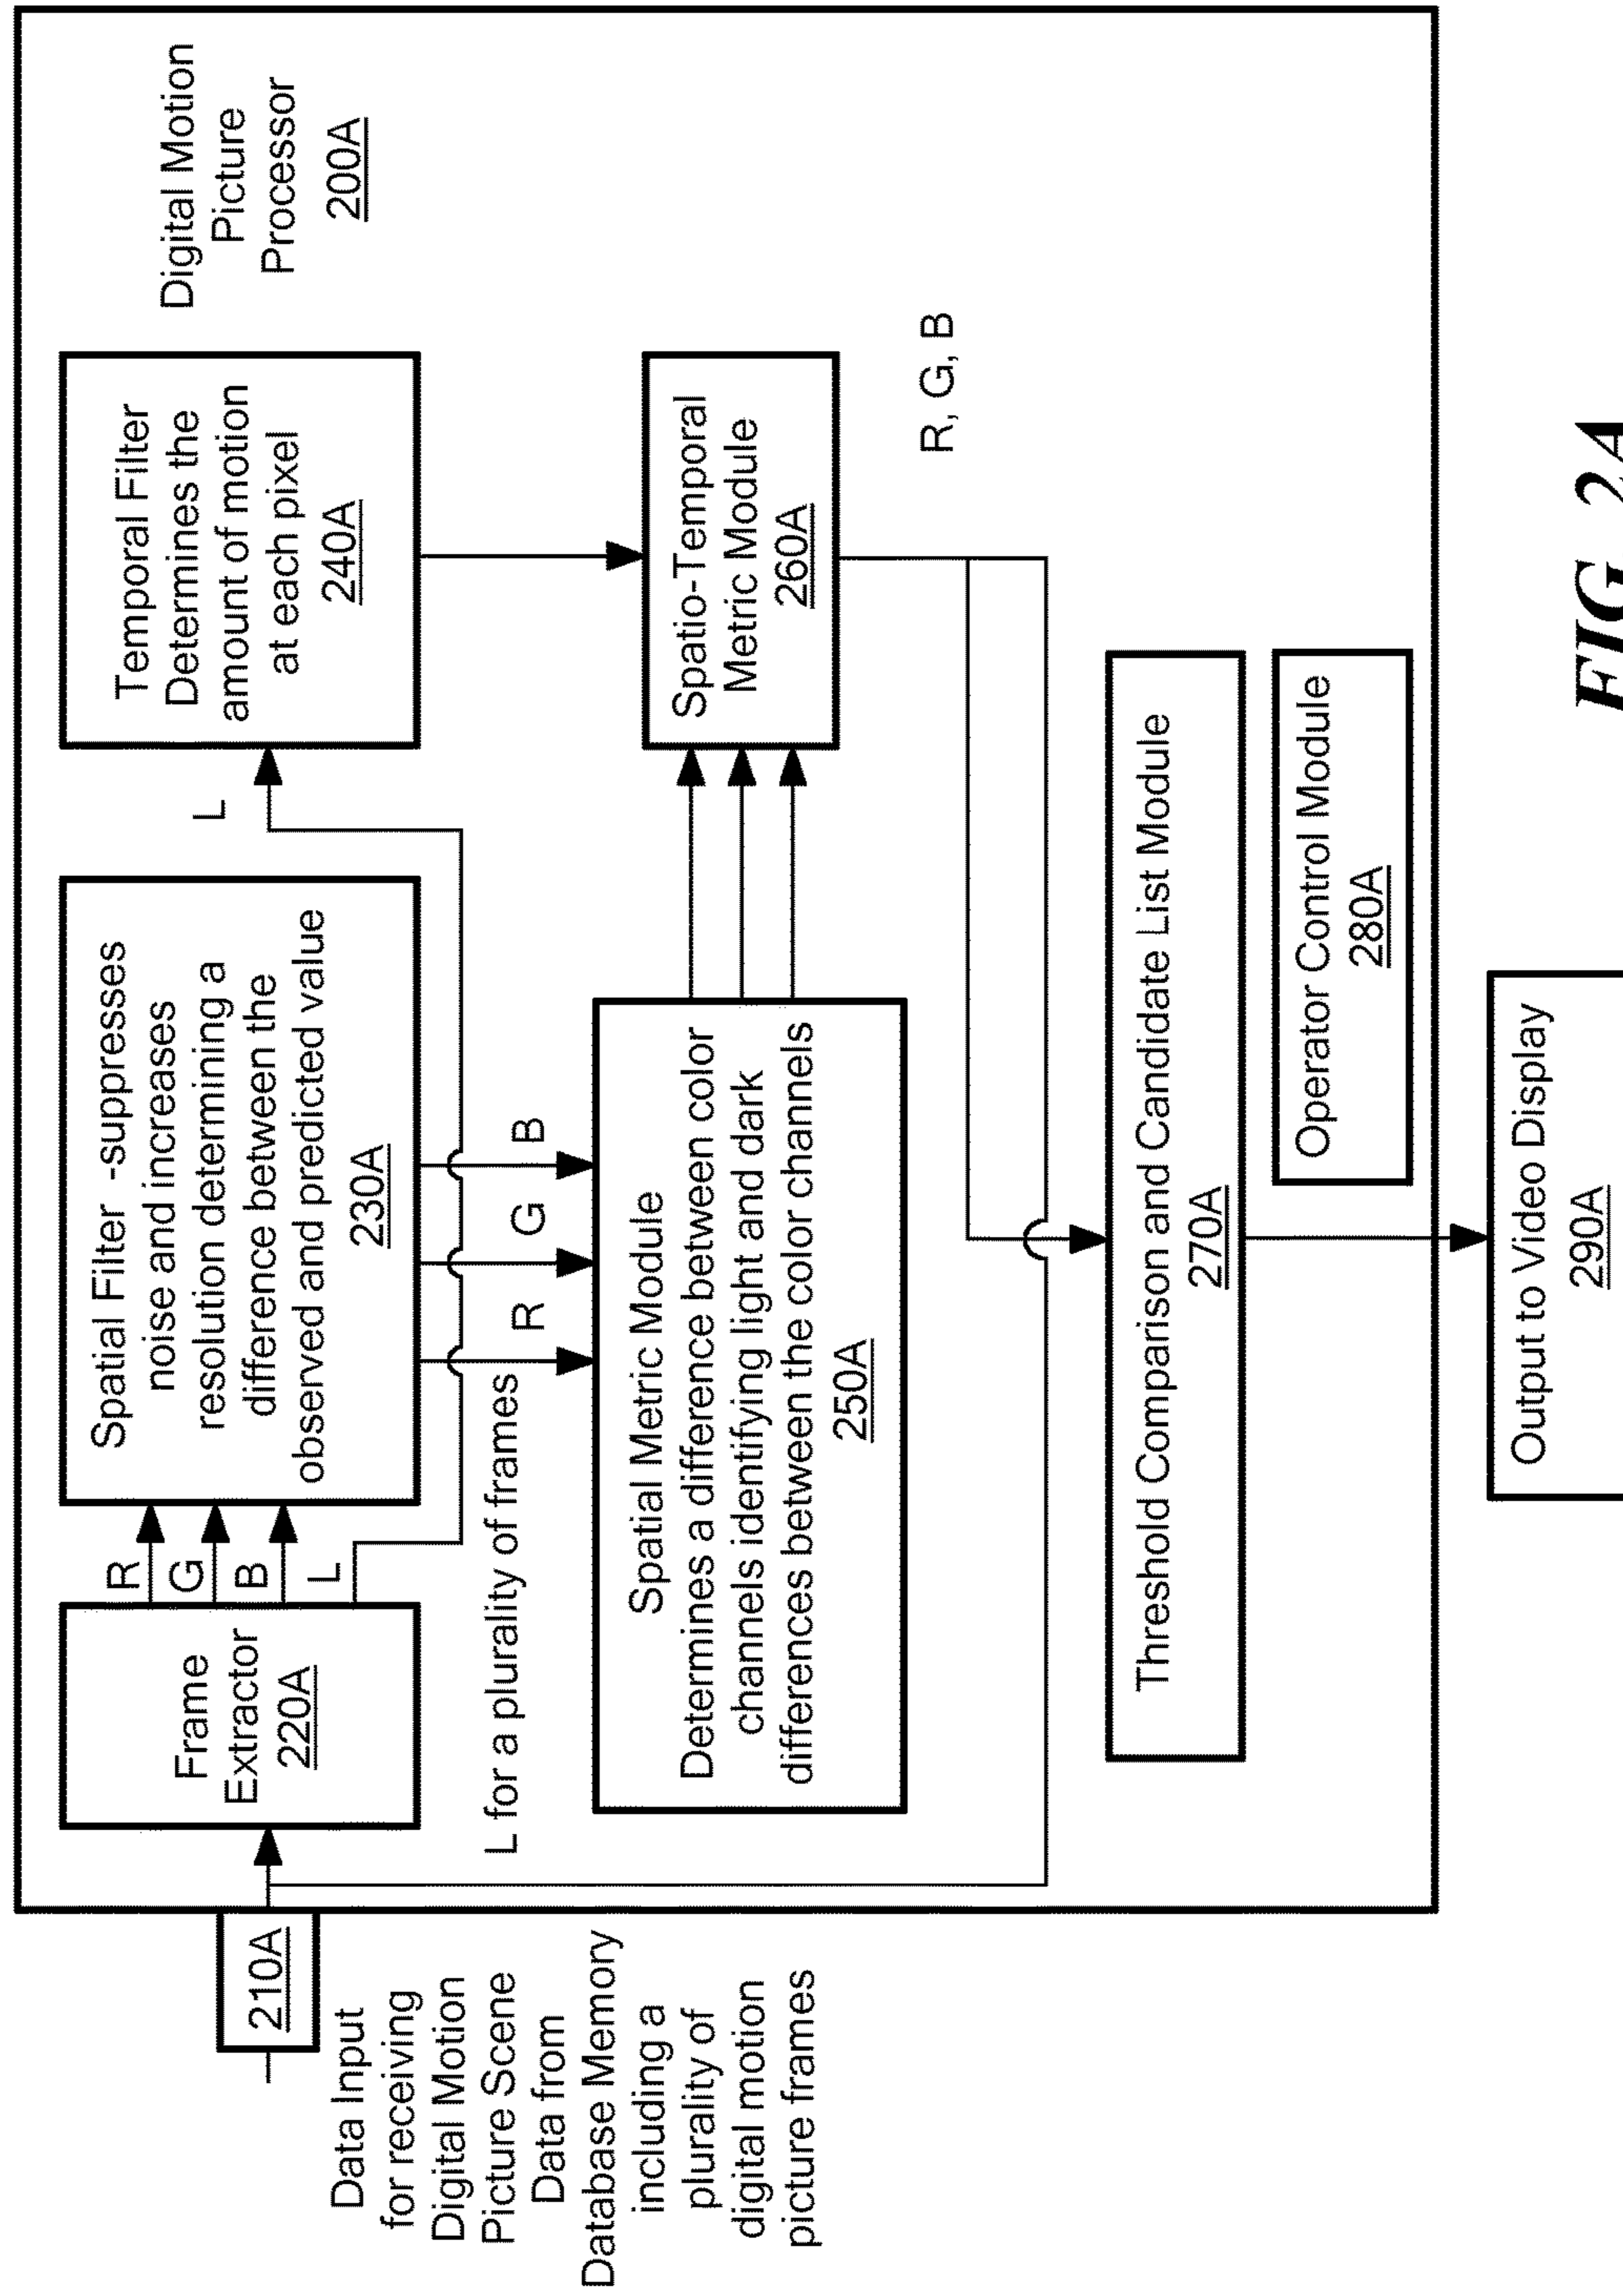 Digital Motion
Picture
Processor
200A
Frame
Extractor
220A
R
G
B
L
Spatial Filter -suppresses
noise and increases
resolution determining a
difference between the
observed and predicted value
230A
L
Temporal Filter
Determines the
amount of motion
at each pixel
240A
210A
Data Input
for receiving
Digital Motion
Picture Scene
Data from
Database Memory
including a
plurality of
digital motion
picture frames
L for a plurality of frames
R
G
B
Spatial Metric Module
Determines a difference between color
channels identifying light and dark
differences between the color channels
250A
Spatio-Temporal
Metric Module
260A
R, G, B
Threshold Comparison and Candidate List Module
270A
Operator Control Module
280A
Output to Video Display
290A
FIG. 2A